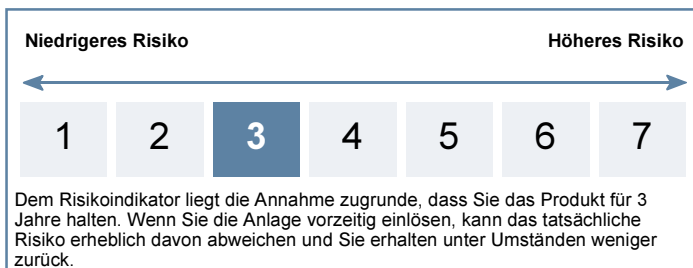 Niedrigeres Risiko Höheres Risiko
1 2 3 4 5 6 7
Dem Risikoindikator liegt die Annahme zugrunde, dass Sie das Produkt für 3
Jahre halten. Wenn Sie die Anlage vorzeitig einlösen, kann das tatsächliche
Risiko erheblich davon abweichen und Sie erhalten unter Umständen weniger
zurück.